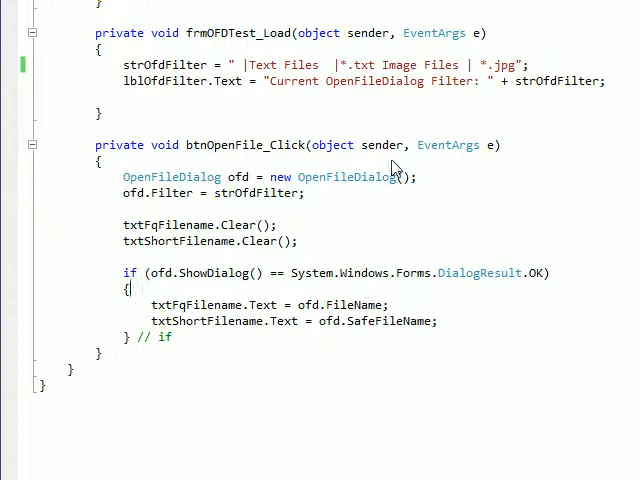 }
private void frmOFDTest_Load(object sender, EventArgs e)
{
strOfdFilter = " |Text Files  |*.txt Image Files | *.jpg";
lblOfdFilter.Text = "Current OpenFileDialog Filter: " + strOfdFilter;
}
private void btnOpenFile_Click(object sender, EventArgs e)
{
OpenFileDialog ofd = new OpenFileDialog();
ofd.Filter = strOfdFilter;
txtFqFilename.Clear();
txtShortFilename.Clear();
if (ofd.ShowDialog() == System.Windows.Forms.DialogResult.OK)
{
txtFqFilename.Text = ofd.FileName;
txtShortFilename.Text = ofd.SafeFileName;
} // if
}
}
}